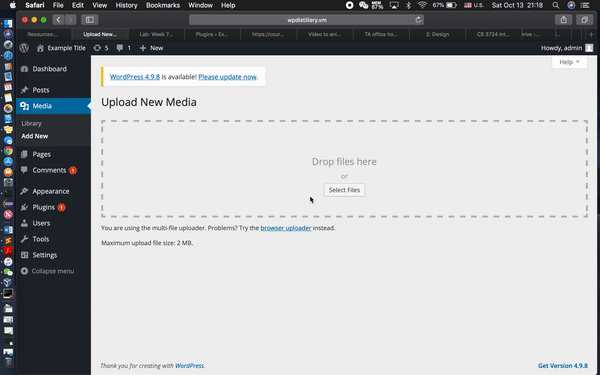 Safari File Edit View History Bookmarks Window Help
MEM 87% 67% U.S. Sat Oct 13 21:18
wpdistillery.vm
Resources:... Upload New... Lab: Week 7... Plugins ‹ Ex... https://cour... Video to ani... TA office ho... 2: Design CS 3724 Int...
Example Title 5 1 + New Howdy, admin
Help
Dashboard
Posts
Media
Library
Add New
Pages
Comments 1
Appearance
Plugins 1
Users
Tools
Settings
Collapse menu
WordPress 4.9.8 is available! Please update now.
Upload New Media
Drop files here
or
Select Files
You are using the multi-file uploader. Problems? Try the browser uploader instead.
Maximum upload file size: 2 MB.
Thank you for creating with WordPress.
Get Version 4.9.8